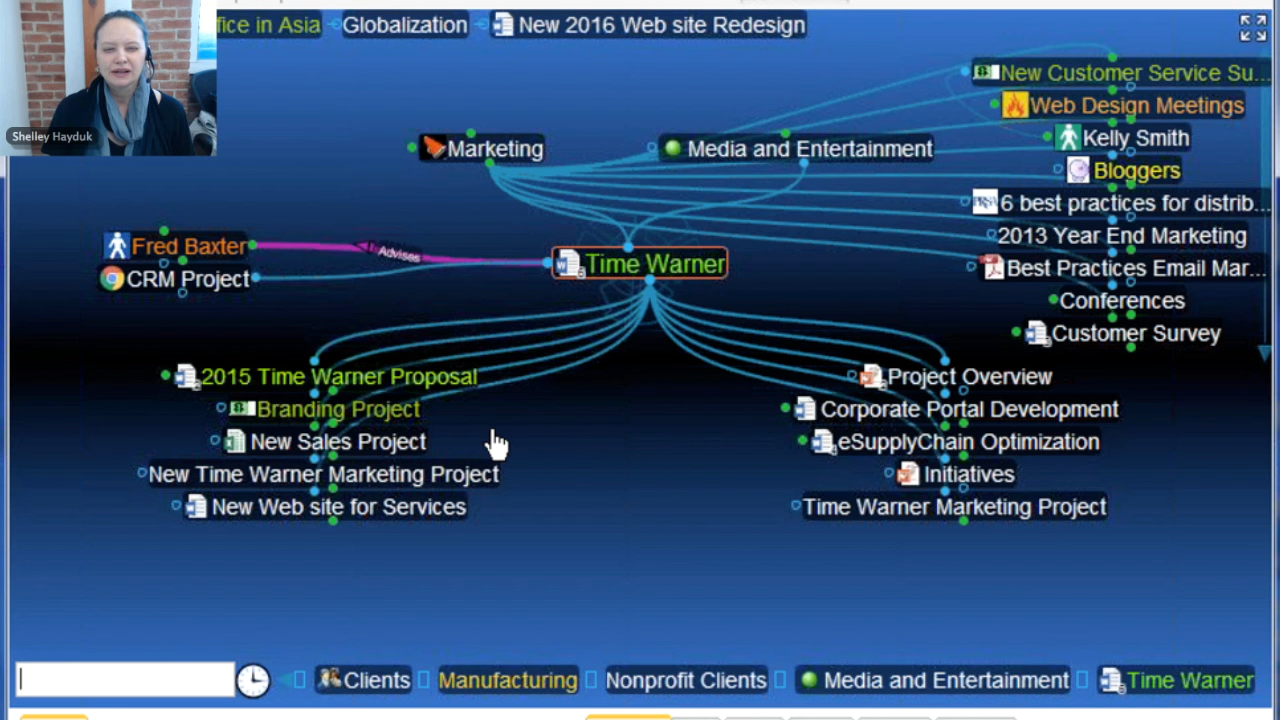 fice in Asia
Globalization
New 2016 Web site Redesign
Shelley Hayduk
New Customer Service Su...
Web Design Meetings
Marketing
Media and Entertainment
Kelly Smith
Bloggers
6 best practices for distrib...
Fred Baxter
Advises
Time Warner
2013 Year End Marketing
CRM Project
Best Practices Email Mar...
Conferences
Customer Survey
2015 Time Warner Proposal
Project Overview
Branding Project
Corporate Portal Development
New Sales Project
eSupplyChain Optimization
New Time Warner Marketing Project
Initiatives
New Web site for Services
Time Warner Marketing Project
Clients
Manufacturing
Nonprofit Clients
Media and Entertainment
Time Warner